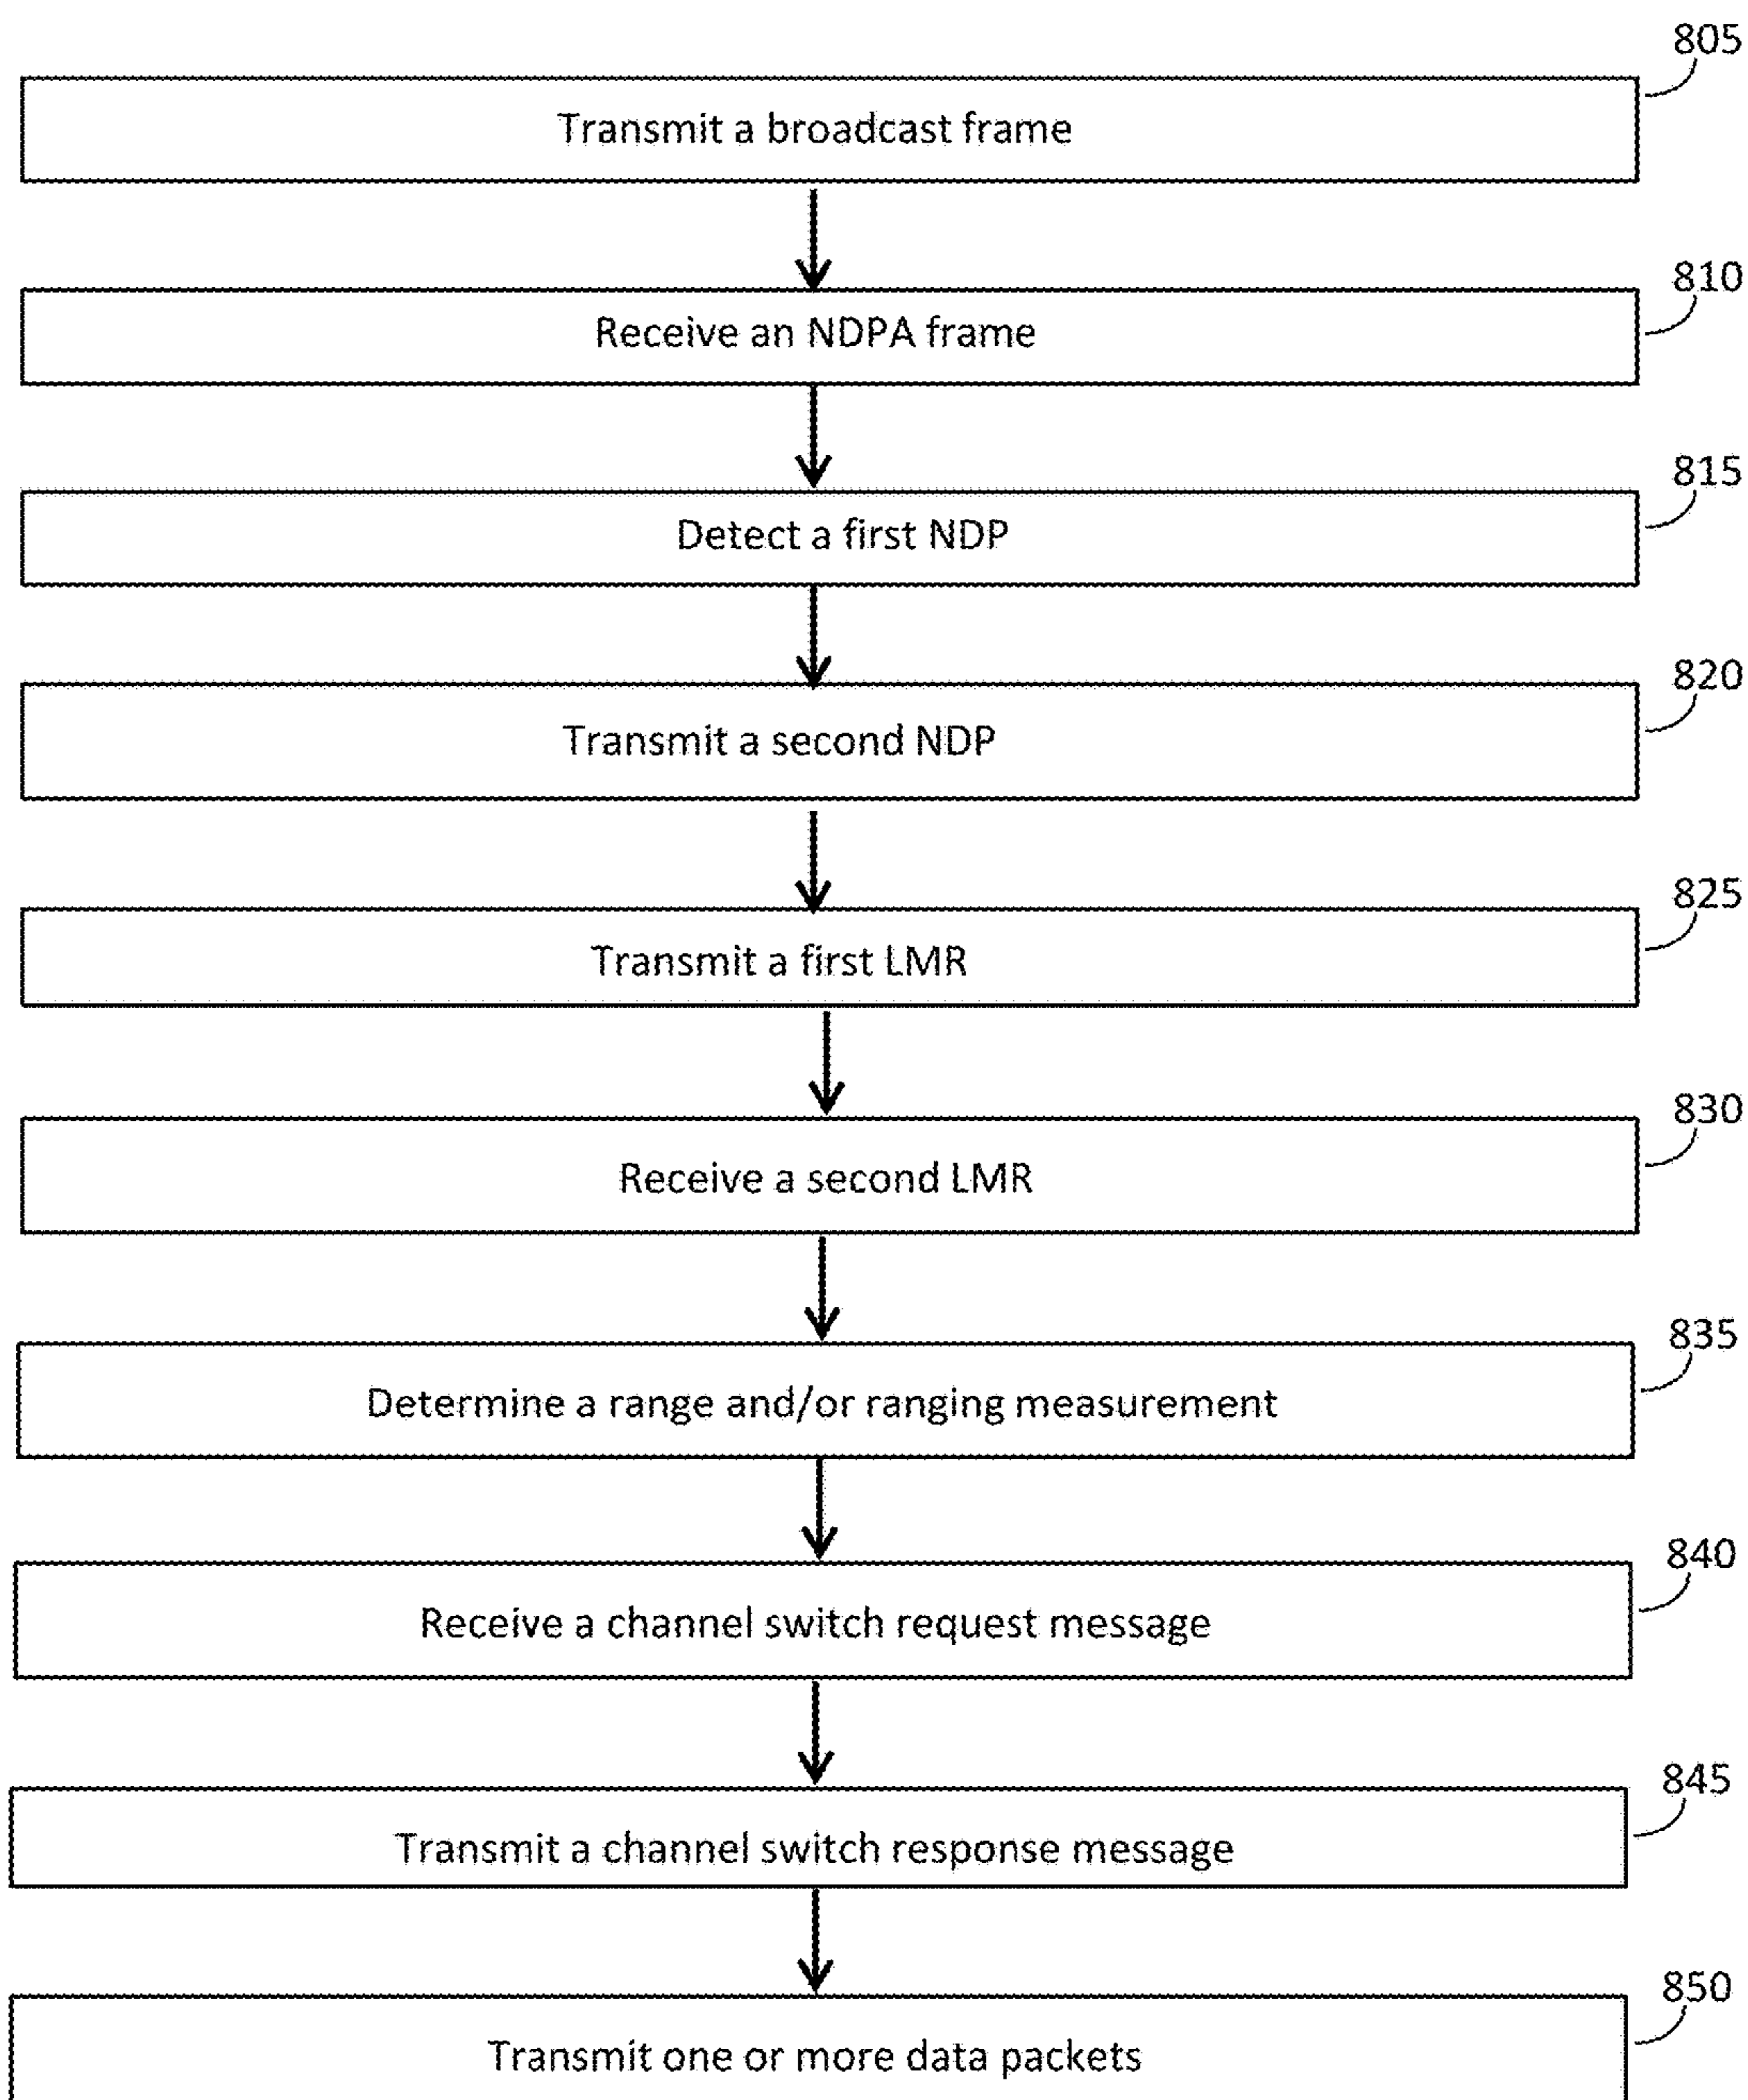 805
Transmit a broadcast frame
810
Receive an NDPA frame
815
Detect a first NDP
820
Transmit a second NDP
825
Transmit a first LMR
830
Receive a second LMR
835
Determine a range and/or ranging measurement
840
Receive a channel switch request message
845
Transmit a channel switch response message
850
Transmit one or more data packets